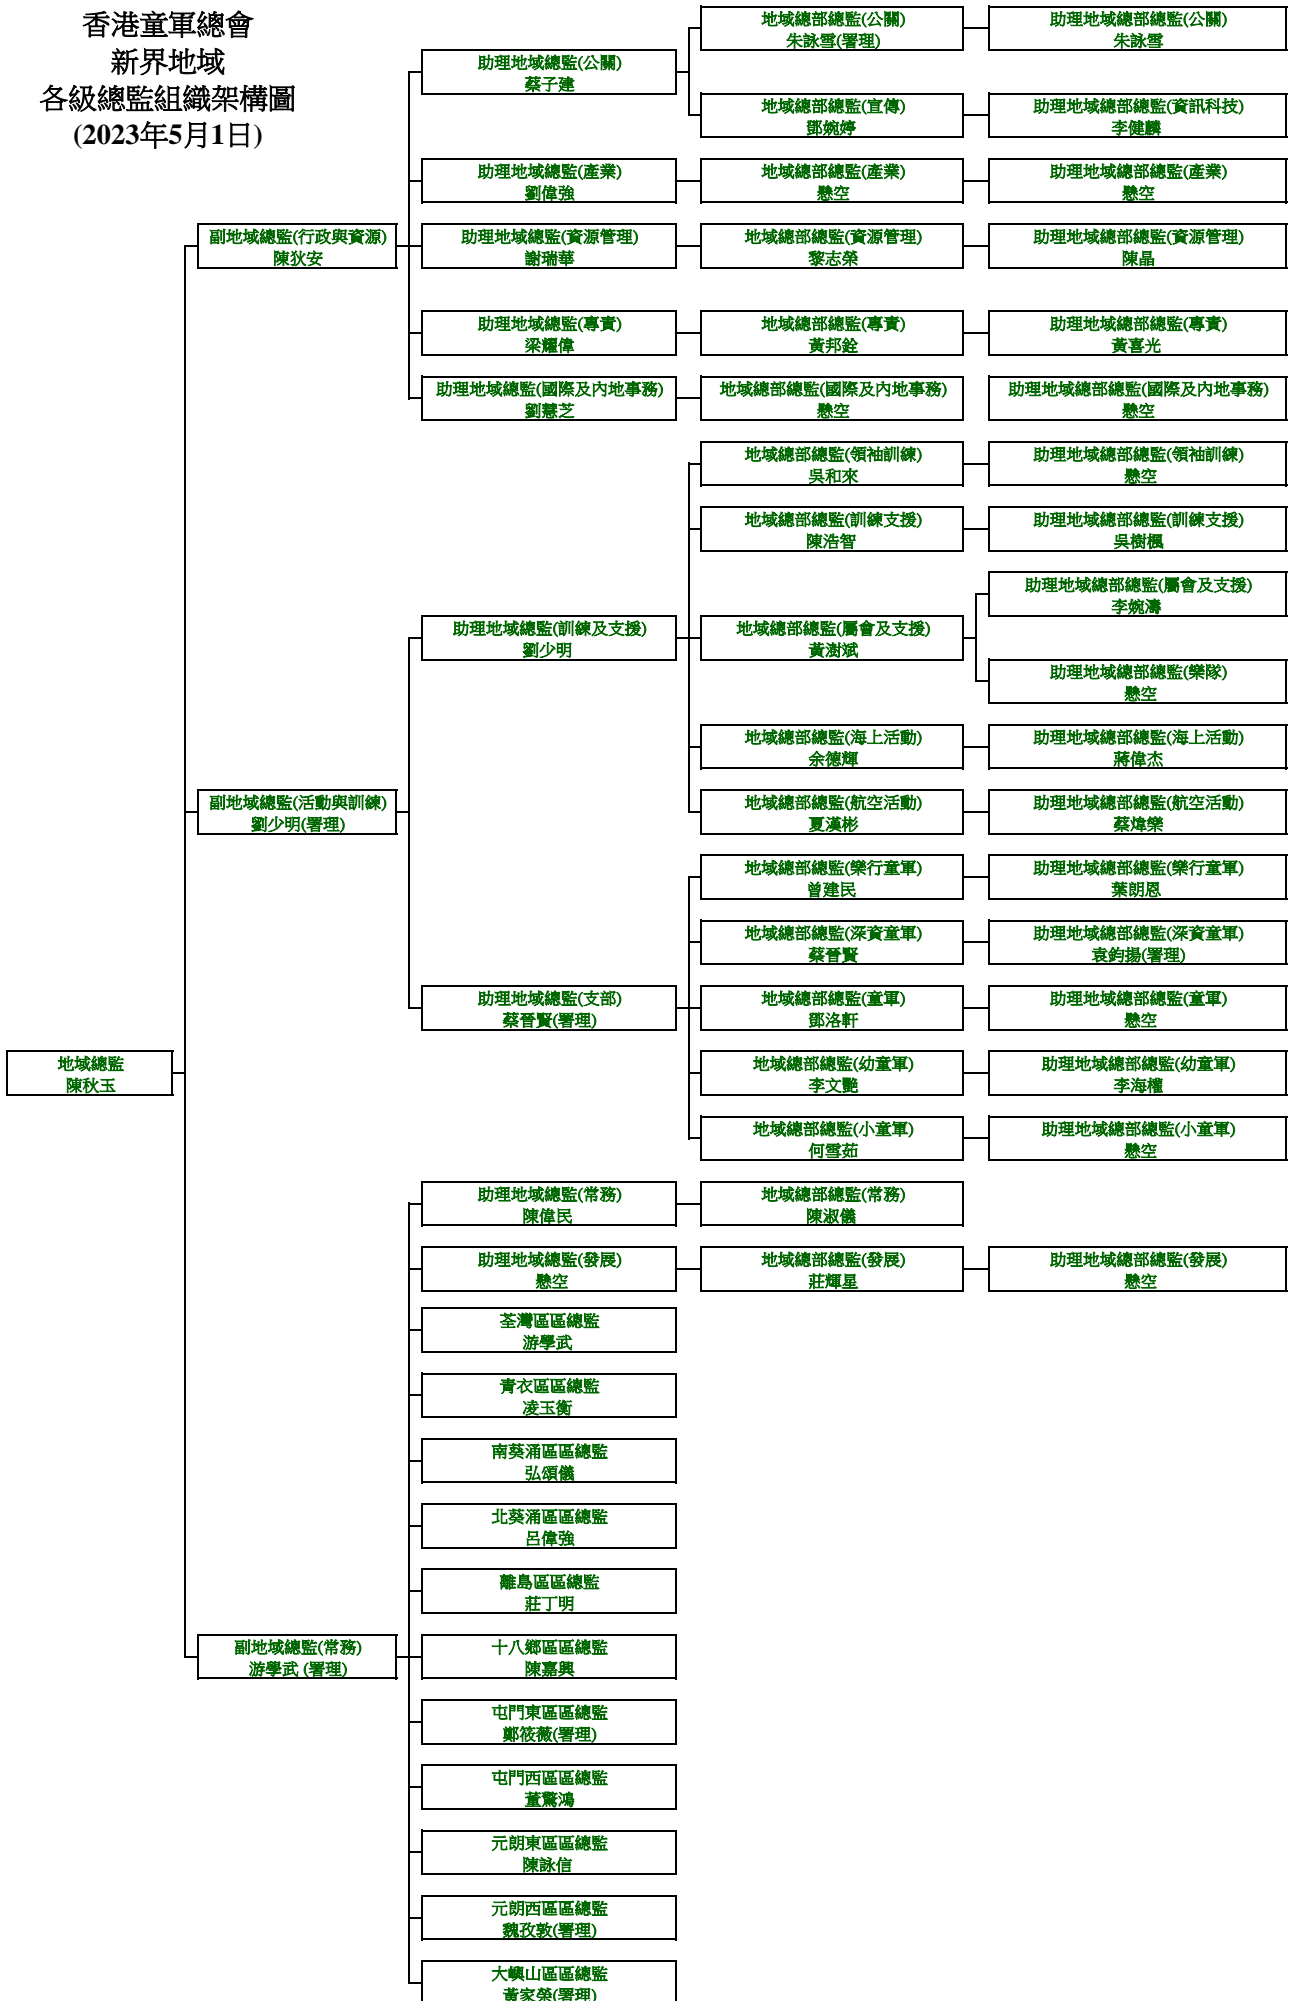 香港童軍總會
新界地域
各級總監組織架構圖
(2023年5月1日)
地域總監
陳秋玉
副地域總監(行政與資源)
陳狄安
助理地域總監(公關)
蔡子建
地域總部總監(公關)
朱詠雪(署理)
助理地域總部總監(公關)
朱詠雪
地域總部總監(宣傳)
鄧婉婷
助理地域總部總監(資訊科技)
李健麟
助理地域總監(產業)
劉偉強
地域總部總監(產業)
懸空
助理地域總部總監(產業)
懸空
助理地域總監(資源管理)
謝瑞華
地域總部總監(資源管理)
黎志榮
助理地域總部總監(資源管理)
陳晶
助理地域總監(專責)
梁耀偉
地域總部總監(專責)
黃邦銓
助理地域總部總監(專責)
黃喜光
助理地域總監(國際及內地事務)
劉慧芝
地域總部總監(國際及內地事務)
懸空
助理地域總部總監(國際及內地事務)
懸空
副地域總監(活動與訓練)
劉少明(署理)
助理地域總監(訓練及支援)
劉少明
地域總部總監(領袖訓練)
吳和來
助理地域總部總監(領袖訓練)
懸空
地域總部總監(訓練支援)
陳浩智
助理地域總部總監(訓練支援)
吳樹楓
地域總部總監(屬會及支援)
黃澍斌
助理地域總部總監(屬會及支援)
李婉濤
助理地域總部總監(樂隊)
懸空
地域總部總監(海上活動)
余德輝
助理地域總部總監(海上活動)
蔣偉杰
地域總部總監(航空活動)
夏漢彬
助理地域總部總監(航空活動)
蔡煒樂
助理地域總監(支部)
蔡晉賢(署理)
地域總部總監(樂行童軍)
曾建民
助理地域總部總監(樂行童軍)
葉朗恩
地域總部總監(深資童軍)
蔡晉賢
助理地域總部總監(深資童軍)
袁鈞揚(署理)
地域總部總監(童軍)
鄧洛軒
助理地域總部總監(童軍)
懸空
地域總部總監(幼童軍)
李文艷
助理地域總部總監(幼童軍)
李海權
地域總部總監(小童軍)
何雪茹
助理地域總部總監(小童軍)
懸空
副地域總監(常務)
游學武 (署理)
助理地域總監(常務)
陳偉民
地域總部總監(常務)
陳淑儀
助理地域總監(發展)
懸空
地域總部總監(發展)
莊輝星
助理地域總部總監(發展)
懸空
荃灣區區總監
游學武
青衣區區總監
凌玉衡
南葵涌區區總監
弘頌儀
北葵涌區區總監
呂偉強
離島區區總監
莊丁明
十八鄉區區總監
陳嘉興
屯門東區區總監
鄭筱薇(署理)
屯門西區區總監
董驚鴻
元朗東區區總監
陳詠信
元朗西區區總監
魏孜敦(署理)
大嶼山區區總監
黃家榮(署理)